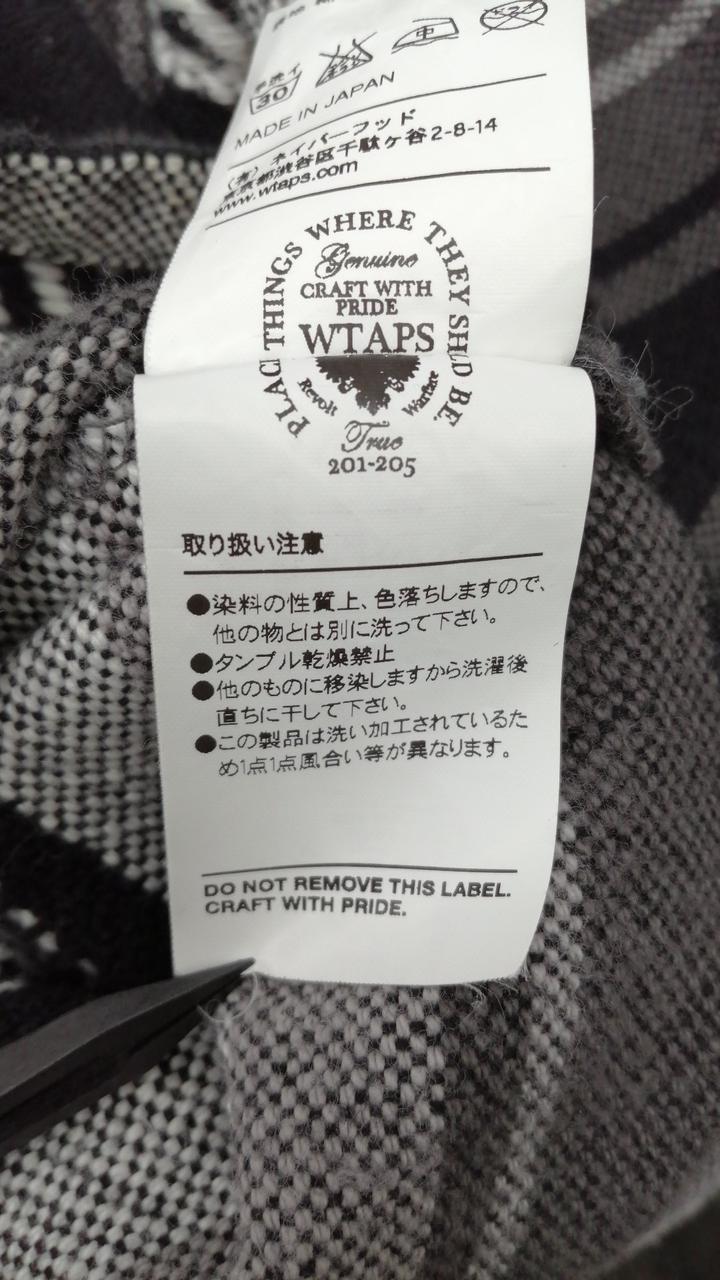 手洗イ
30
MADE IN JAPAN
(有) ネイバーフッド
東京都渋谷区千駄ヶ谷2-8-14
www.wtaps.com
THINGS WHERE THEY
Genuine
CRAFT WITH
PRIDE
WTAPS
Revolt
Warfare
BE.
True
201-205
取り扱い注意
●染料の性質上、色落ちしますので、
他の物とは別に洗って下さい。
●タンブル乾燥禁止
●他のものに移染しますから洗濯後
直ちに干して下さい。
●この製品は洗い加工されているた
め1点1点風合い等が異なります。
DO NOT REMOVE THIS LABEL.
CRAFT WITH PRIDE.